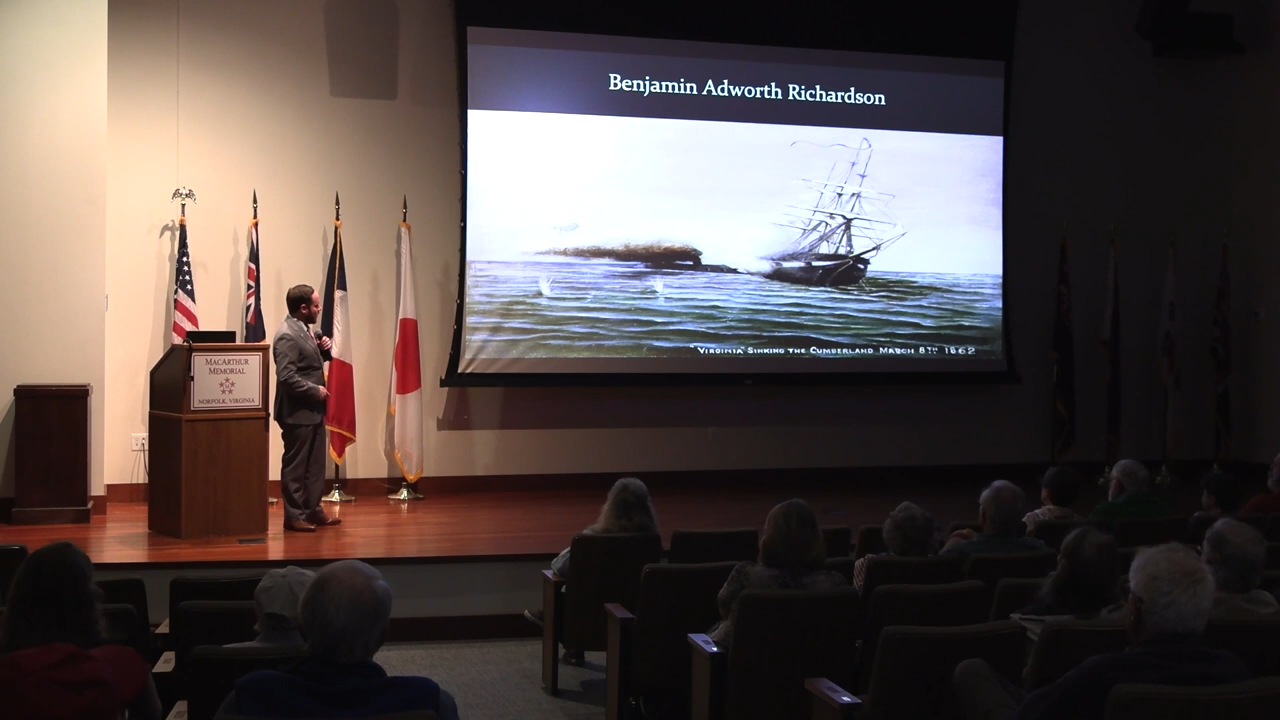 Benjamin Adworth Richardson
"Virginia" Sinking the Cumberland March 8th 1862
MacArthur
Memorial
Norfolk, Virginia